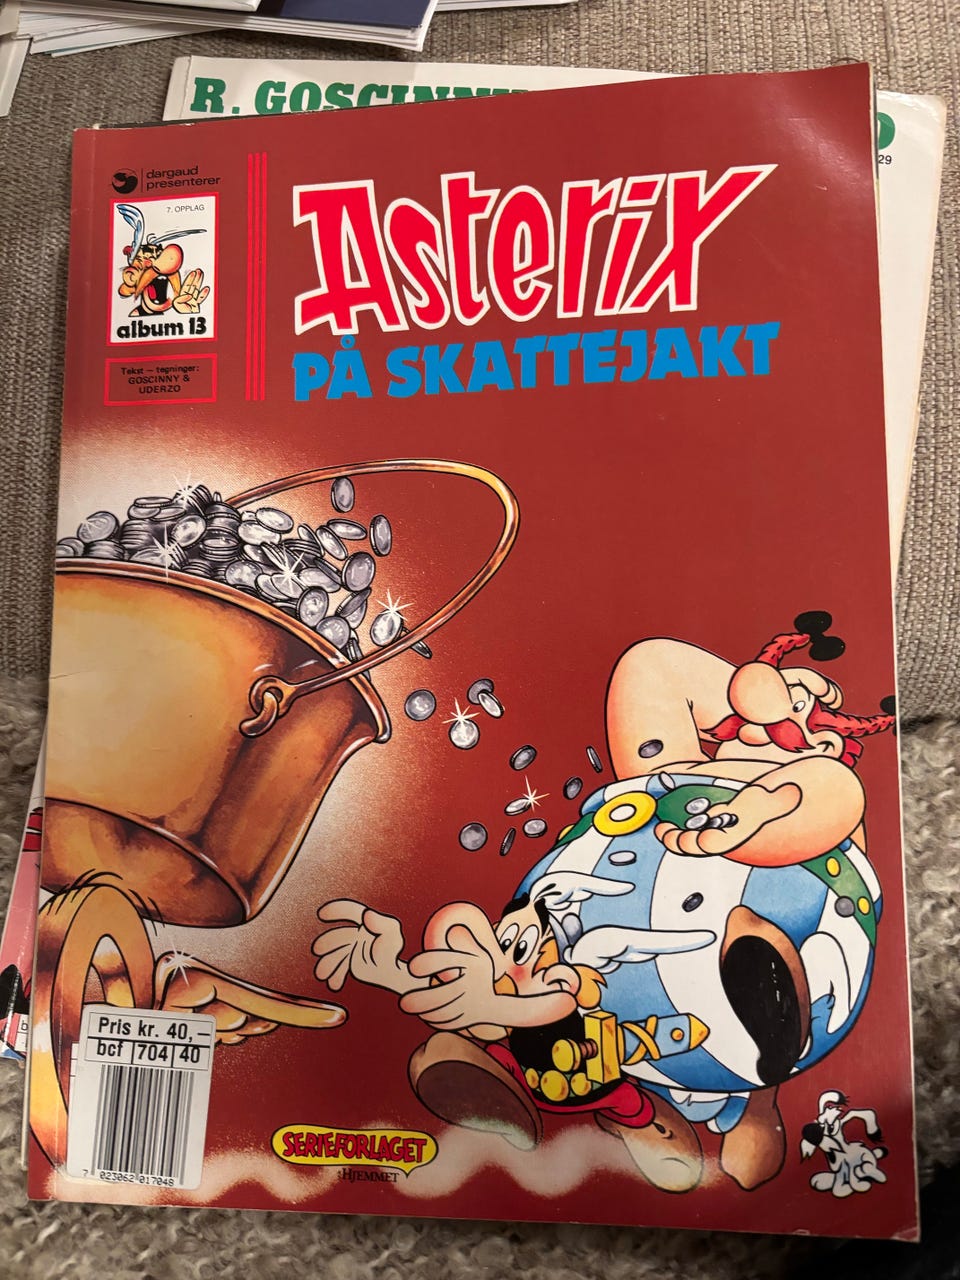 R. GOSCINNY
29
dargaud
presenterer
7. OPPLAG
album 13
Tekst – tegninger:
GOSCINNY &
UDERZO
Asterix
PÅ SKATTEJAKT
Pris kr. 40,–
bcf 704 40
7 023062 017048
SERIEFORLAGET
HJEMMET